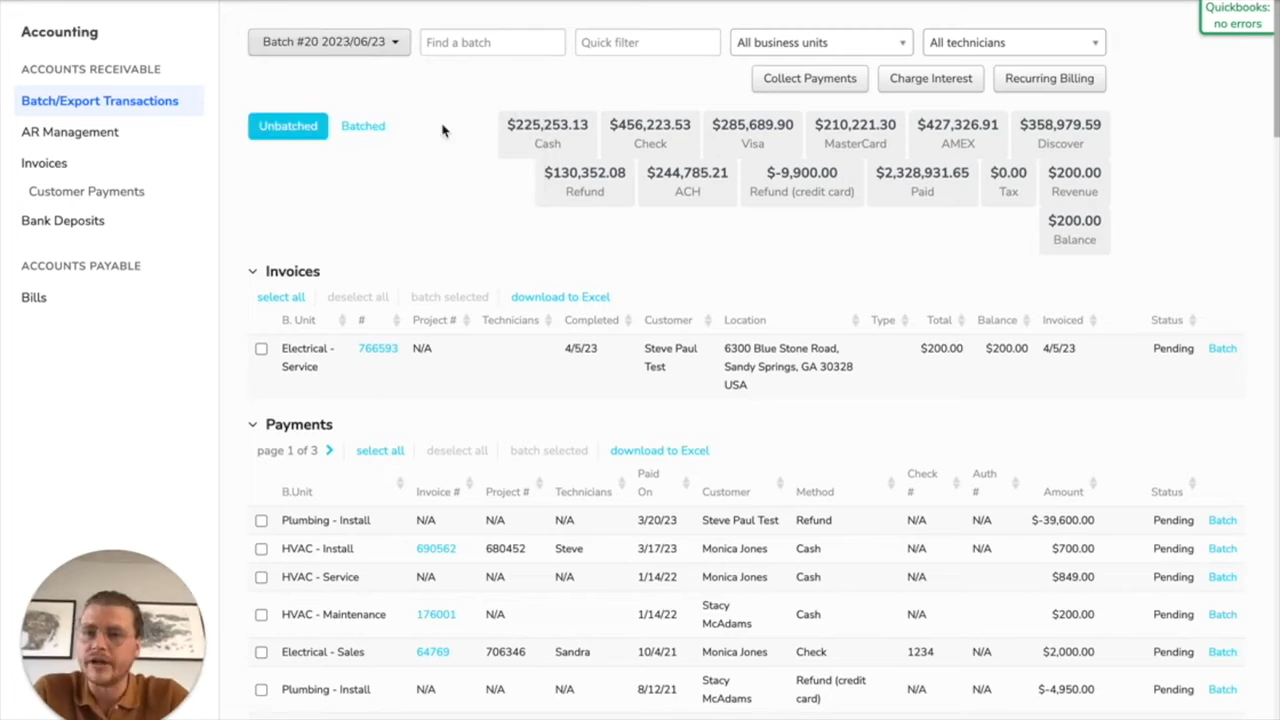 Accounting
Quickbooks:
no errors
Batch #20 2023/06/23 Find a batch Quick filter All business units All technicians
Collect Payments Charge Interest Recurring Billing
ACCOUNTS RECEIVABLE
Batch/Export Transactions
AR Management
Invoices
Customer Payments
Bank Deposits
ACCOUNTS PAYABLE
Bills
Unbatched Batched
$225,253.13 $456,223.53 $285,689.90 $210,221.30 $427,326.91 $358,979.59
Cash Check Visa MasterCard AMEX Discover
$130,352.08 $244,785.21 $-9,900.00 $2,328,931.65 $0.00 $200.00
Refund ACH Refund (credit card) Paid Tax Revenue
$200.00
Balance
Invoices
select all deselect all batch selected download to Excel
B. Unit # Project # Technicians Completed Customer Location Type Total Balance Invoiced Status
Electrical - 766593 N/A 4/5/23 Steve Paul 6300 Blue Stone Road, $200.00 $200.00 4/5/23 Pending Batch
Service Test Sandy Springs, GA 30328
USA
Payments
page 1 of 3 select all deselect all batch selected download to Excel
Paid Check Auth
B.Unit Invoice # Project # Technicians On Customer Method # # Amount Status
Plumbing - Install N/A N/A N/A 3/20/23 Steve Paul Test Refund N/A N/A $-39,600.00 Pending Batch
HVAC - Install 690562 680452 Steve 3/17/23 Monica Jones Cash N/A N/A $700.00 Pending Batch
HVAC - Service N/A N/A N/A 1/14/22 Monica Jones Cash N/A $849.00 Pending Batch
Stacy
HVAC - Maintenance 176001 N/A 1/14/22 Cash N/A $200.00 Pending Batch
McAdams
Electrical - Sales 64769 706346 Sandra 10/4/21 Monica Jones Check 1234 N/A $2,000.00 Pending Batch
Stacy Refund (credit
Plumbing - Install N/A N/A N/A 8/12/21 N/A N/A $-4,950.00 Pending Batch
McAdams card)